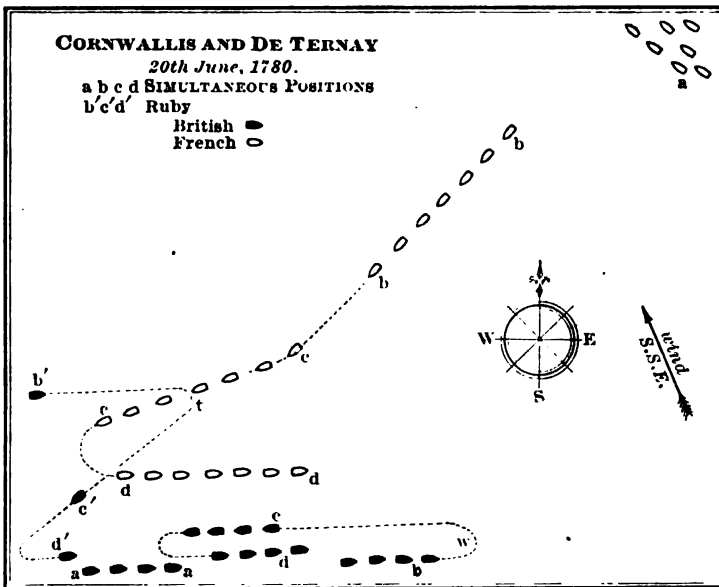 CORNWALLIS AND DE TERNAY
20th June, 1780.
a b c d SIMULTANEOUS POSITIONS
b'c'd' Ruby
British
French
a
b
b
c
b'
t
c
W
E
S
wind
S.S.E.
d
d
c'
c
w
d'
a
a
d
b